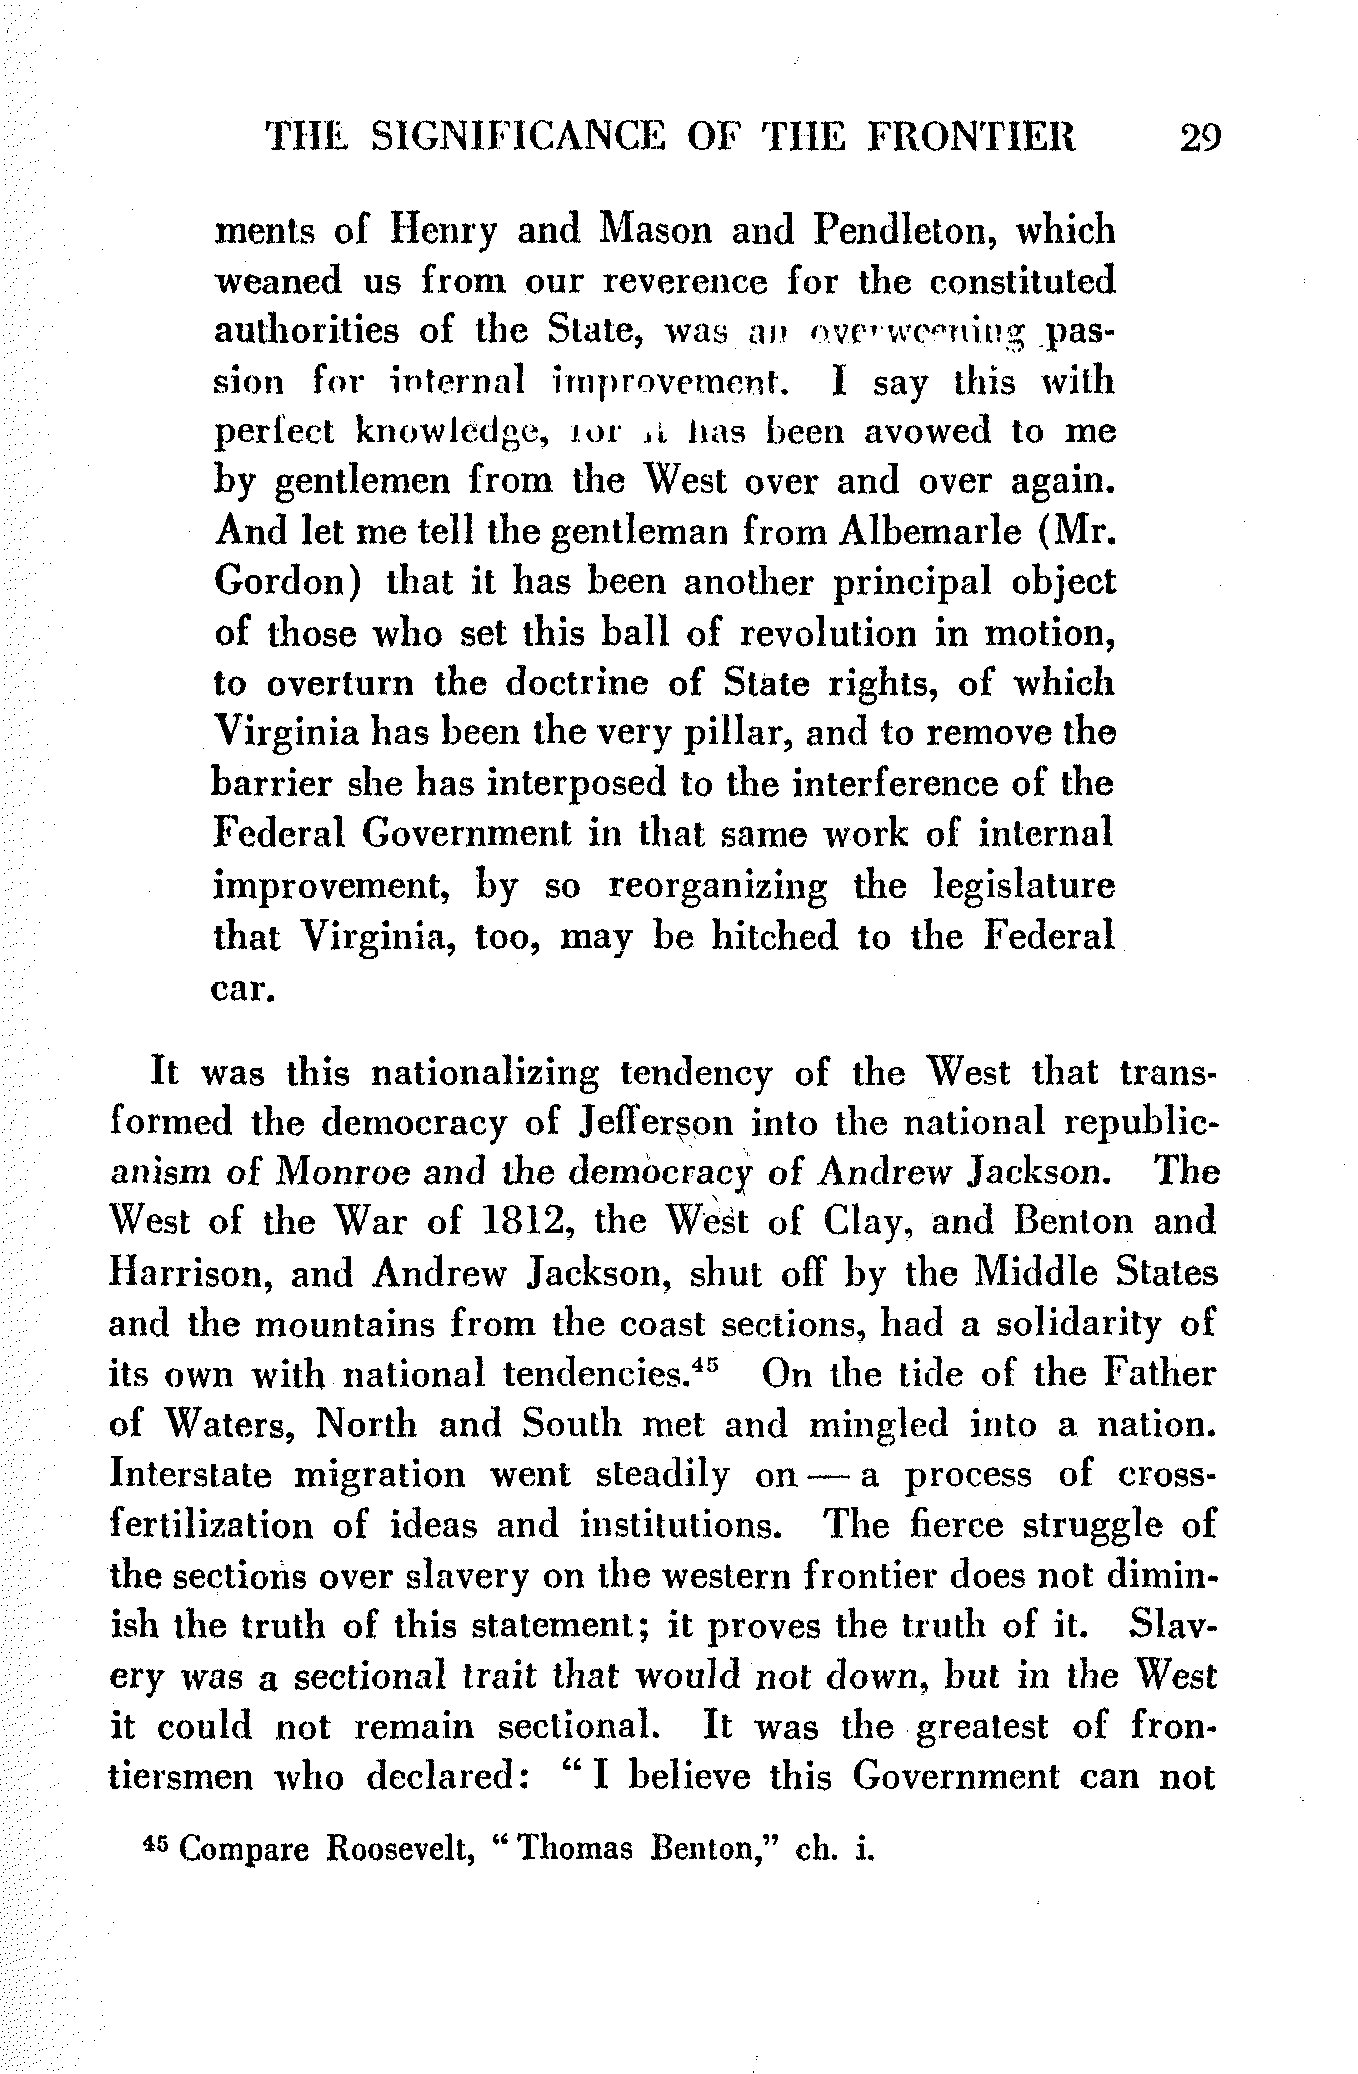 THE SIGNIFICANCE OF THE FRONTIER 29
ments of Henry and Mason and Pendleton, which
weaned us from our reverence for the constituted
authorities of the State, was an overweening pas-
sion for internal improvement. I say this with
perfect knowledge, for it has been avowed to me
by gentlemen from the West over and over again.
And let me tell the gentleman from Albemarle (Mr.
Gordon) that it has been another principal object
of those who set this ball of revolution in motion,
to overturn the doctrine of State rights, of which
Virginia has been the very pillar, and to remove the
barrier she has interposed to the interference of the
Federal Government in that same work of internal
improvement, by so reorganizing the legislature
that Virginia, too, may be hitched to the Federal
car.
It was this nationalizing tendency of the West that trans-
formed the democracy of Jefferson into the national republic-
anism of Monroe and the democracy of Andrew Jackson. The
West of the War of 1812, the West of Clay, and Benton and
Harrison, and Andrew Jackson, shut off by the Middle States
and the mountains from the coast sections, had a solidarity of
its own with national tendencies.⁴⁵ On the tide of the Father
of Waters, North and South met and mingled into a nation.
Interstate migration went steadily on — a process of cross-
fertilization of ideas and institutions. The fierce struggle of
the sections over slavery on the western frontier does not dimin-
ish the truth of this statement; it proves the truth of it. Slav-
ery was a sectional trait that would not down, but in the West
it could not remain sectional. It was the greatest of fron-
tiersmen who declared: “ I believe this Government can not
⁴⁵ Compare Roosevelt, “ Thomas Benton,” ch. i.